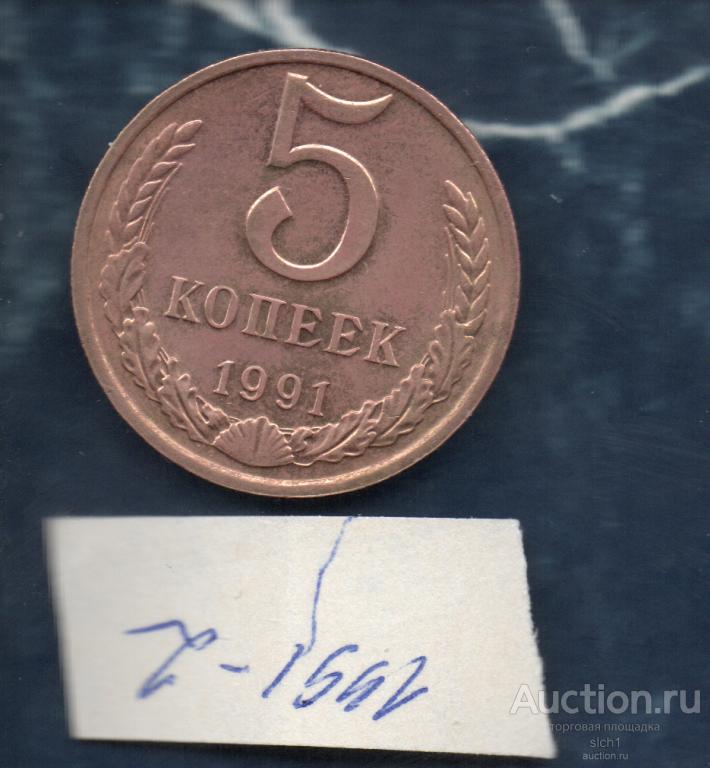 5
КОПЕЕК
1991
Auction.ru
торговая площадка
slch1
auction.ru